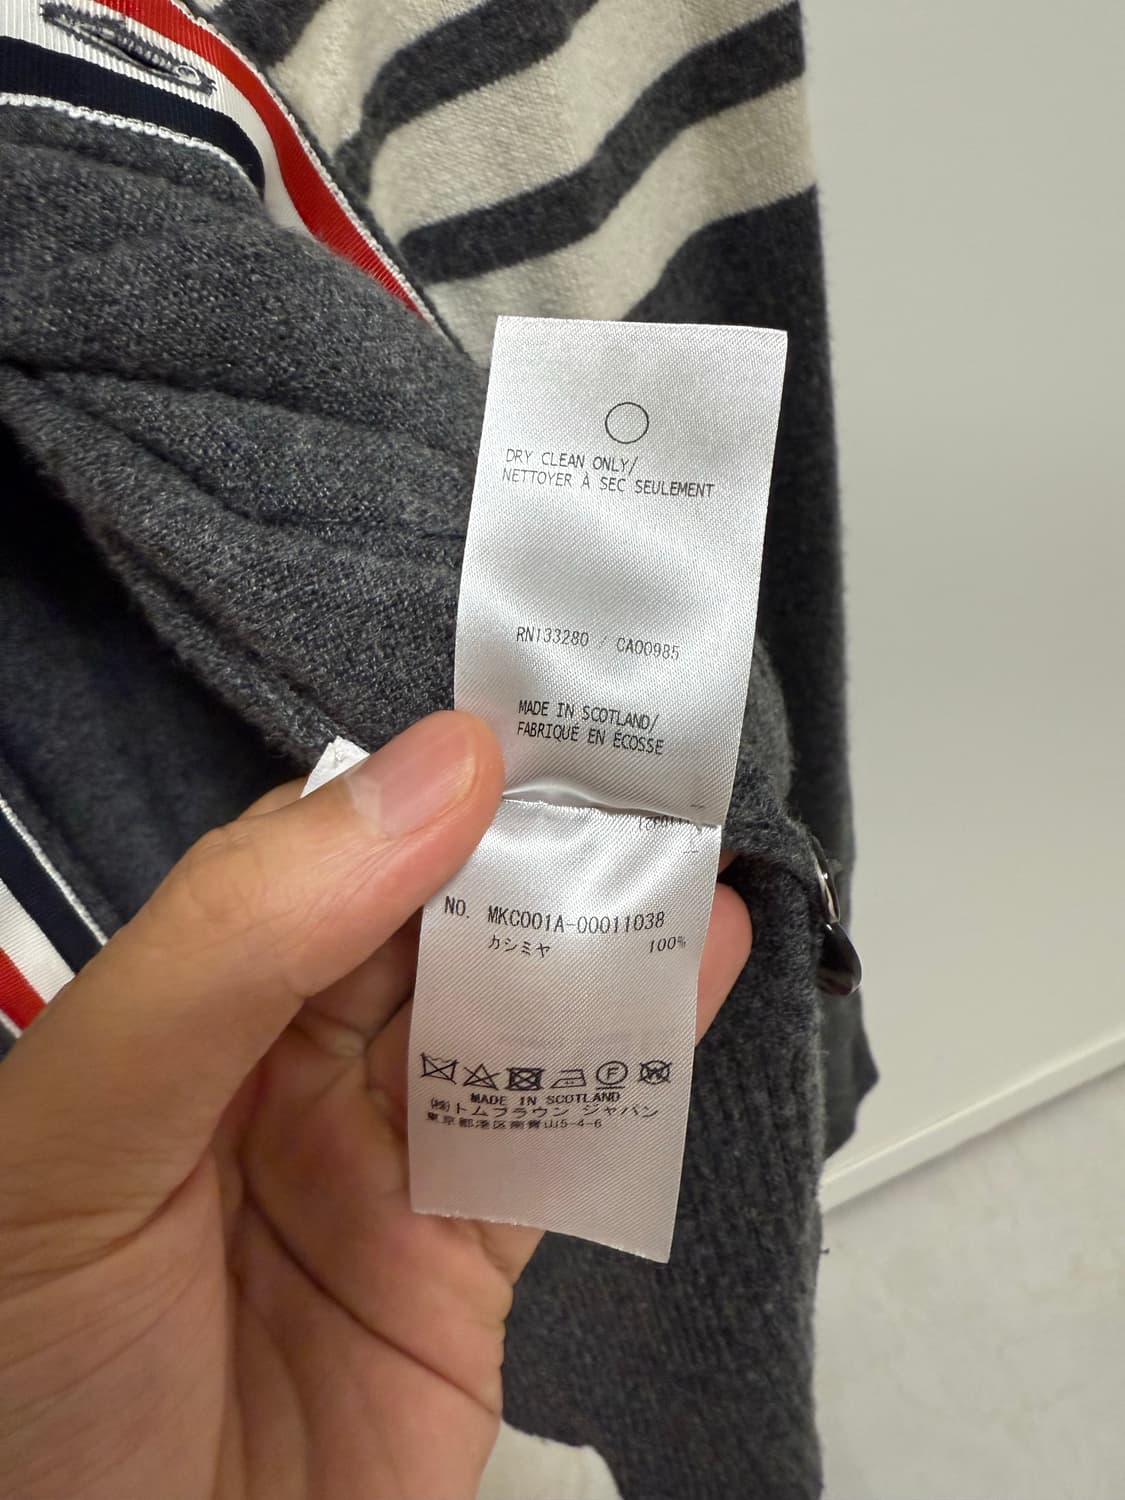 DRY CLEAN ONLY/
NETTOYER À SEC SEULEMENT
RN133280 / CA00985
MADE IN SCOTLAND/
FABRIQUÉ EN ÉCOSSE
NO. MKC001A-00011038
カシミヤ 100%
F
W
MADE IN SCOTLAND
㈱トムブラウン ジャパン
東京都港区南青山5-4-6